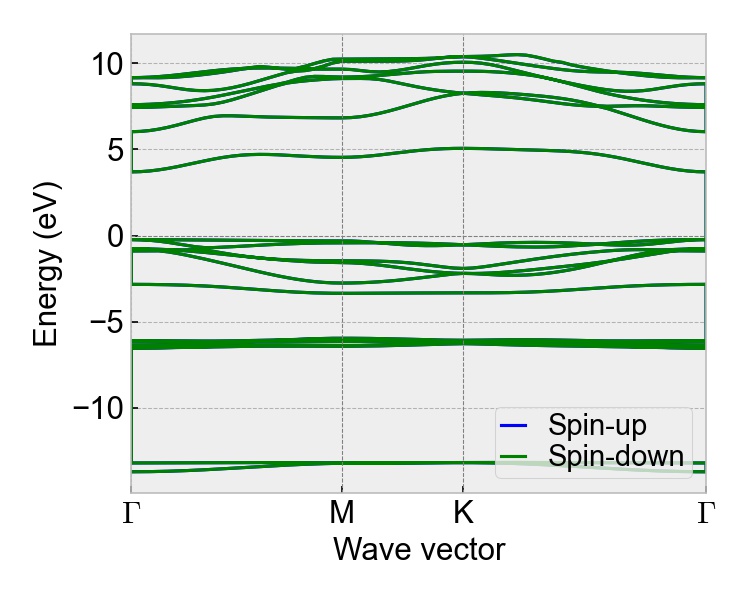 Energy (eV)
10
5
0
−5
−10
Spin-up
Spin-down
Γ M K Γ
Wave vector